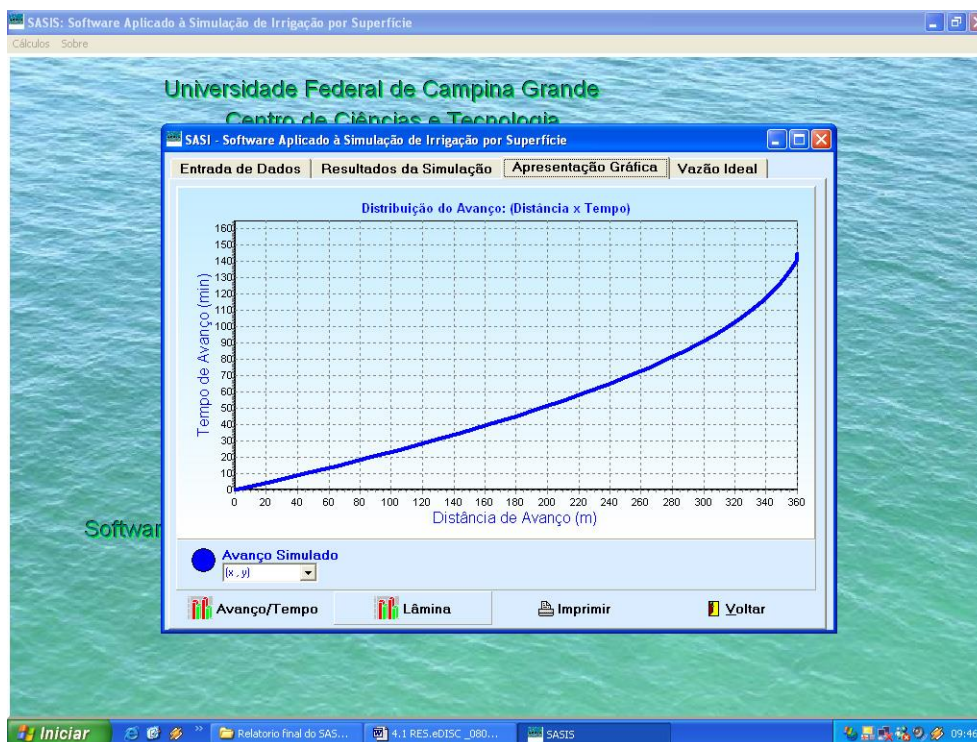 SASIS: Software Aplicado à Simulação de Irrigação por Superfície
Cálculos Sobre
Universidade Federal de Campina Grande
Centro de Ciências e Tecnologia
SASI - Software Aplicado à Simulação de Irrigação por Superfície
Entrada de Dados Resultados da Simulação Apresentação Gráfica Vazão Ideal
Distribuição do Avanço: (Distância x Tempo)
Tempo de Avanço (min)
160
150
140
130
120
110
100
90
80
70
60
50
40
30
20
10
0
0 20 40 60 80 100 120 140 160 180 200 220 240 260 280 300 320 340 360
Distância de Avanço (m)
Softwar
Avanço Simulado
(x , y)
Avanço/Tempo Lâmina Imprimir Voltar
Iniciar » Relatorio final do SAS... 4.1 RES.eDISC _080... SASIS 09:48